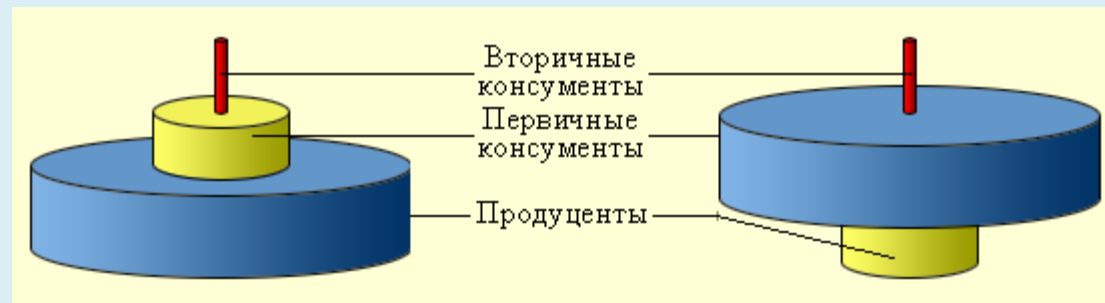 Вторичные
консументы
Первичные
консументы
Продуценты